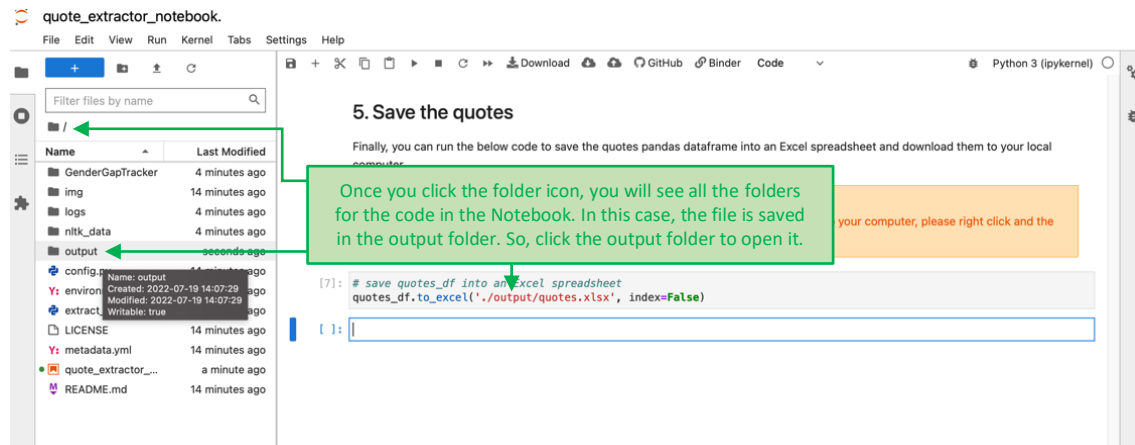 quote_extractor_notebook.
File Edit View Run Kernel Tabs Settings Help
+ Download GitHub Binder Code Python 3 (ipykernel)
Filter files by name
/
Name Last Modified
GenderGapTracker 4 minutes ago
img 14 minutes ago
logs 4 minutes ago
nltk_data 4 minutes ago
output seconds ago
config.py 14 minutes ago
Name: output
Created: 2022-07-19 14:07:29
Modified: 2022-07-19 14:07:29
Writable: true
environ ago
extract_ ago
LICENSE 14 minutes ago
Y: metadata.yml 14 minutes ago
quote_extractor_... a minute ago
README.md 14 minutes ago
5. Save the quotes
Finally, you can run the below code to save the quotes pandas dataframe into an Excel spreadsheet and download them to your local
computer.
Once you click the folder icon, you will see all the folders
for the code in the Notebook. In this case, the file is saved
in the output folder. So, click the output folder to open it.
your computer, please right click and the
[7]: # save quotes_df into an Excel spreadsheet
quotes_df.to_excel('./output/quotes.xlsx', index=False)
[ ]: